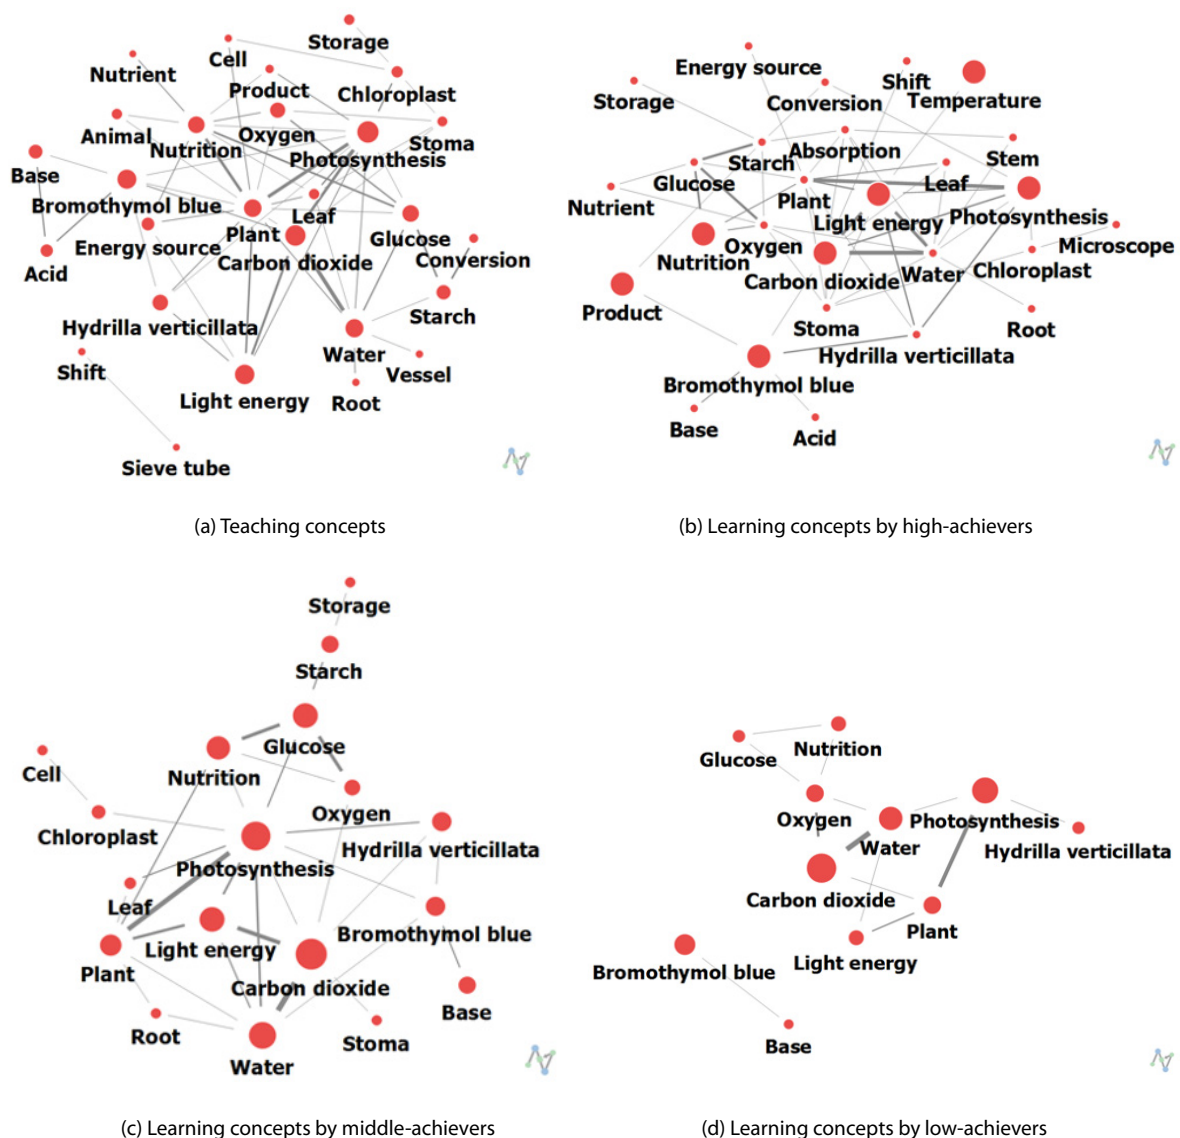 Storage
Cell
Nutrient
Product
Chloroplast
Animal
Oxygen
Stoma
Nutrition
Photosynthesis
Base
Bromothymol blue
Leaf
Energy source
Plant
Glucose
Carbon dioxide
Conversion
Acid
Hydrilla verticillata
Starch
Water
Shift
Vessel
Light energy
Root
Sieve tube
(a) Teaching concepts
Energy source
Shift
Storage
Conversion
Temperature
Starch
Absorption
Stem
Glucose
Leaf
Nutrient
Plant
Light energy
Photosynthesis
Oxygen
Microscope
Nutrition
Carbon dioxide
Water
Chloroplast
Product
Stoma
Root
Hydrilla verticillata
Bromothymol blue
Base
Acid
(b) Learning concepts by high-achievers
Storage
Starch
Glucose
Cell
Nutrition
Oxygen
Chloroplast
Hydrilla verticillata
Photosynthesis
Leaf
Light energy
Bromothymol blue
Plant
Carbon dioxide
Base
Root
Stoma
Water
(c) Learning concepts by middle-achievers
Nutrition
Glucose
Oxygen
Photosynthesis
Water
Hydrilla verticillata
Carbon dioxide
Plant
Light energy
Bromothymol blue
Base
(d) Learning concepts by low-achievers